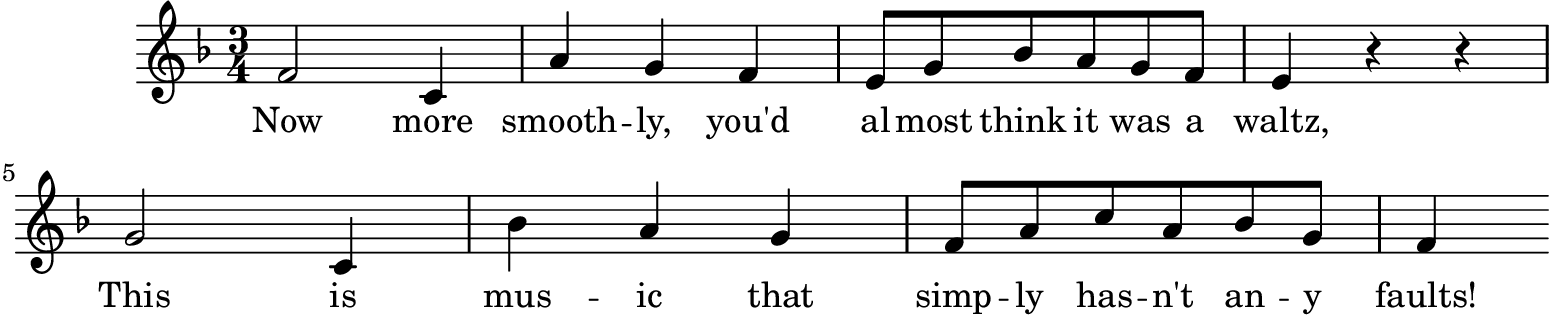 3
4
Now more smooth - ly, you'd al - most think it was a waltz,
5
This is mus - ic that simp - ly has - n't an - y faults!